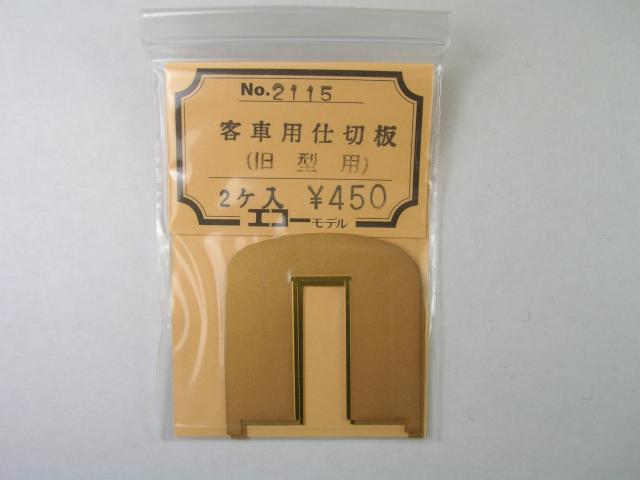 No.2115
客車用仕切板
(旧型用)
2ケ入 ¥450
エコーモデル